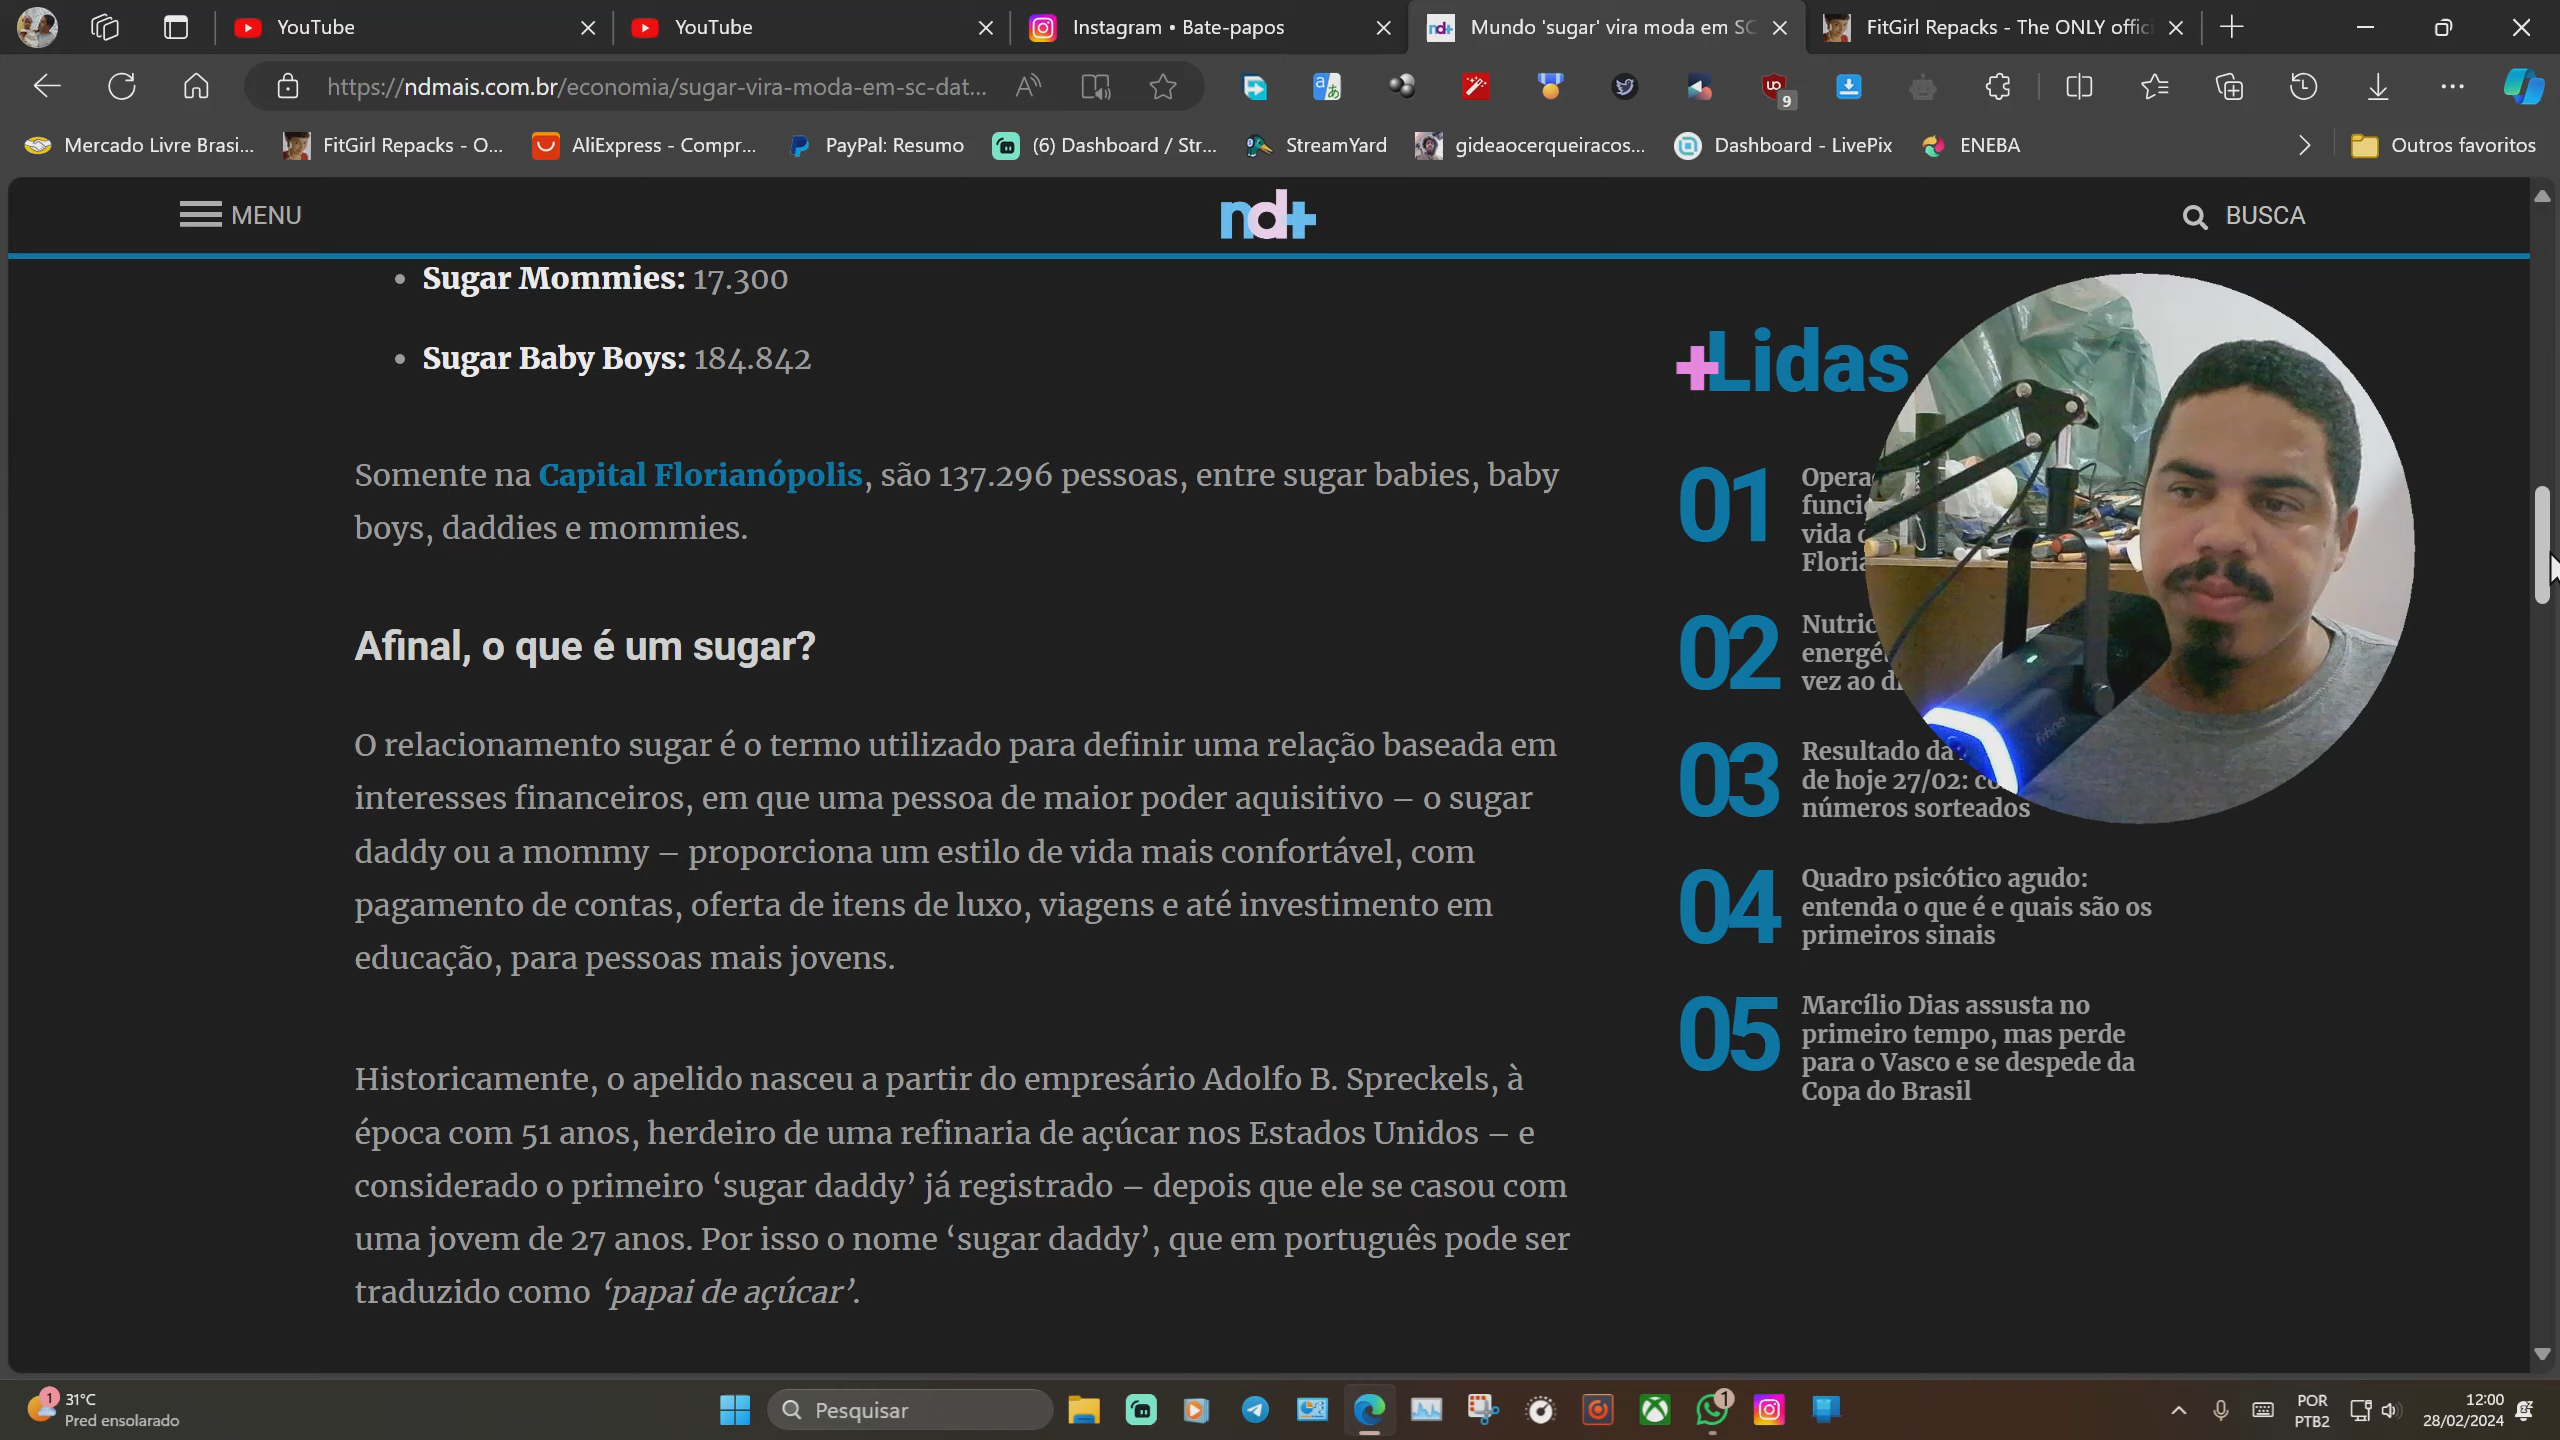 YouTube
YouTube
Instagram • Bate-papos
nd+ Mundo 'sugar' vira moda em SC
FitGirl Repacks - The ONLY offici
https://ndmais.com.br/economia/sugar-vira-moda-em-sc-dat...
9
Mercado Livre Brasi...
FitGirl Repacks - O...
AliExpress - Compr...
PayPal: Resumo
(6) Dashboard / Str...
StreamYard
gideaocerqueiracos...
Dashboard - LivePix
ENEBA
Outros favoritos
MENU
nd+
BUSCA
• Sugar Mommies: 17.300
• Sugar Baby Boys: 184.842
Somente na Capital Florianópolis, são 137.296 pessoas, entre sugar babies, baby
boys, daddies e mommies.
Afinal, o que é um sugar?
O relacionamento sugar é o termo utilizado para definir uma relação baseada em
interesses financeiros, em que uma pessoa de maior poder aquisitivo – o sugar
daddy ou a mommy – proporciona um estilo de vida mais confortável, com
pagamento de contas, oferta de itens de luxo, viagens e até investimento em
educação, para pessoas mais jovens.
Historicamente, o apelido nasceu a partir do empresário Adolfo B. Spreckels, à
época com 51 anos, herdeiro de uma refinaria de açúcar nos Estados Unidos – e
considerado o primeiro ‘sugar daddy’ já registrado – depois que ele se casou com
uma jovem de 27 anos. Por isso o nome ‘sugar daddy’, que em português pode ser
traduzido como ‘papai de açúcar’.
+Lidas
01
vida
02
vez ao
03
Resultado da
de hoje 27/02:
números sorteados
04
Quadro psicótico agudo:
entenda o que é e quais são os
primeiros sinais
05
Marcílio Dias assusta no
primeiro tempo, mas perde
para o Vasco e se despede da
Copa do Brasil
1
31°C
Pred ensolarado
Pesquisar
1
POR
PTB2
12:00
28/02/2024